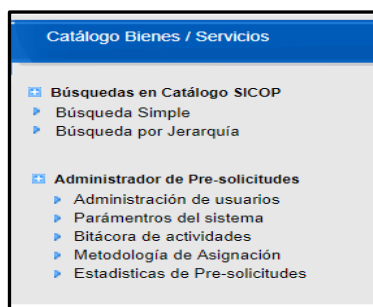 Catálogo Bienes / Servicios
Búsquedas en Catálogo SICOP
Búsqueda Simple
Búsqueda por Jerarquía
Administrador de Pre-solicitudes
Administración de usuarios
Parámentros del sistema
Bitácora de actividades
Metodología de Asignación
Estadisticas de Pre-solicitudes